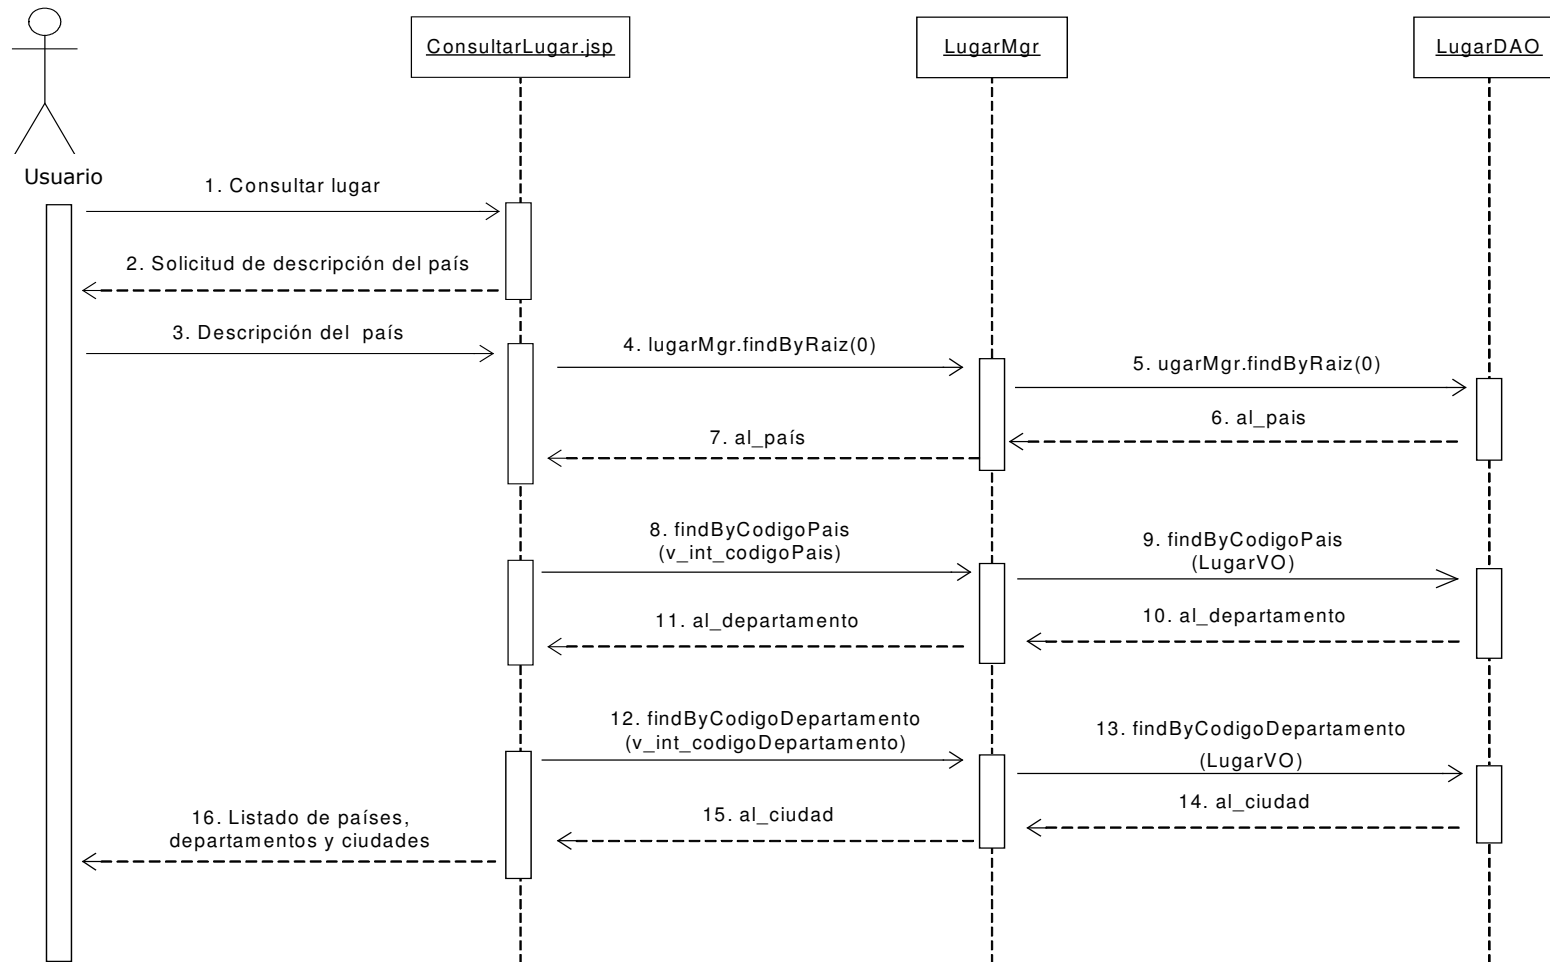 ConsultarLugar.jsp
LugarMgr
LugarDAO
Usuario
1. Consultar lugar
2. Solicitud de descripción del país
3. Descripción del  país
4. lugarMgr.findByRaiz(0)
5. ugarMgr.findByRaiz(0)
6. al_pais
7. al_país
8. findByCodigoPais
(v_int_codigoPais)
9. findByCodigoPais
(LugarVO)
10. al_departamento
11. al_departamento
12. findByCodigoDepartamento
(v_int_codigoDepartamento)
13. findByCodigoDepartamento
(LugarVO)
14. al_ciudad
15. al_ciudad
16. Listado de países,
departamentos y ciudades